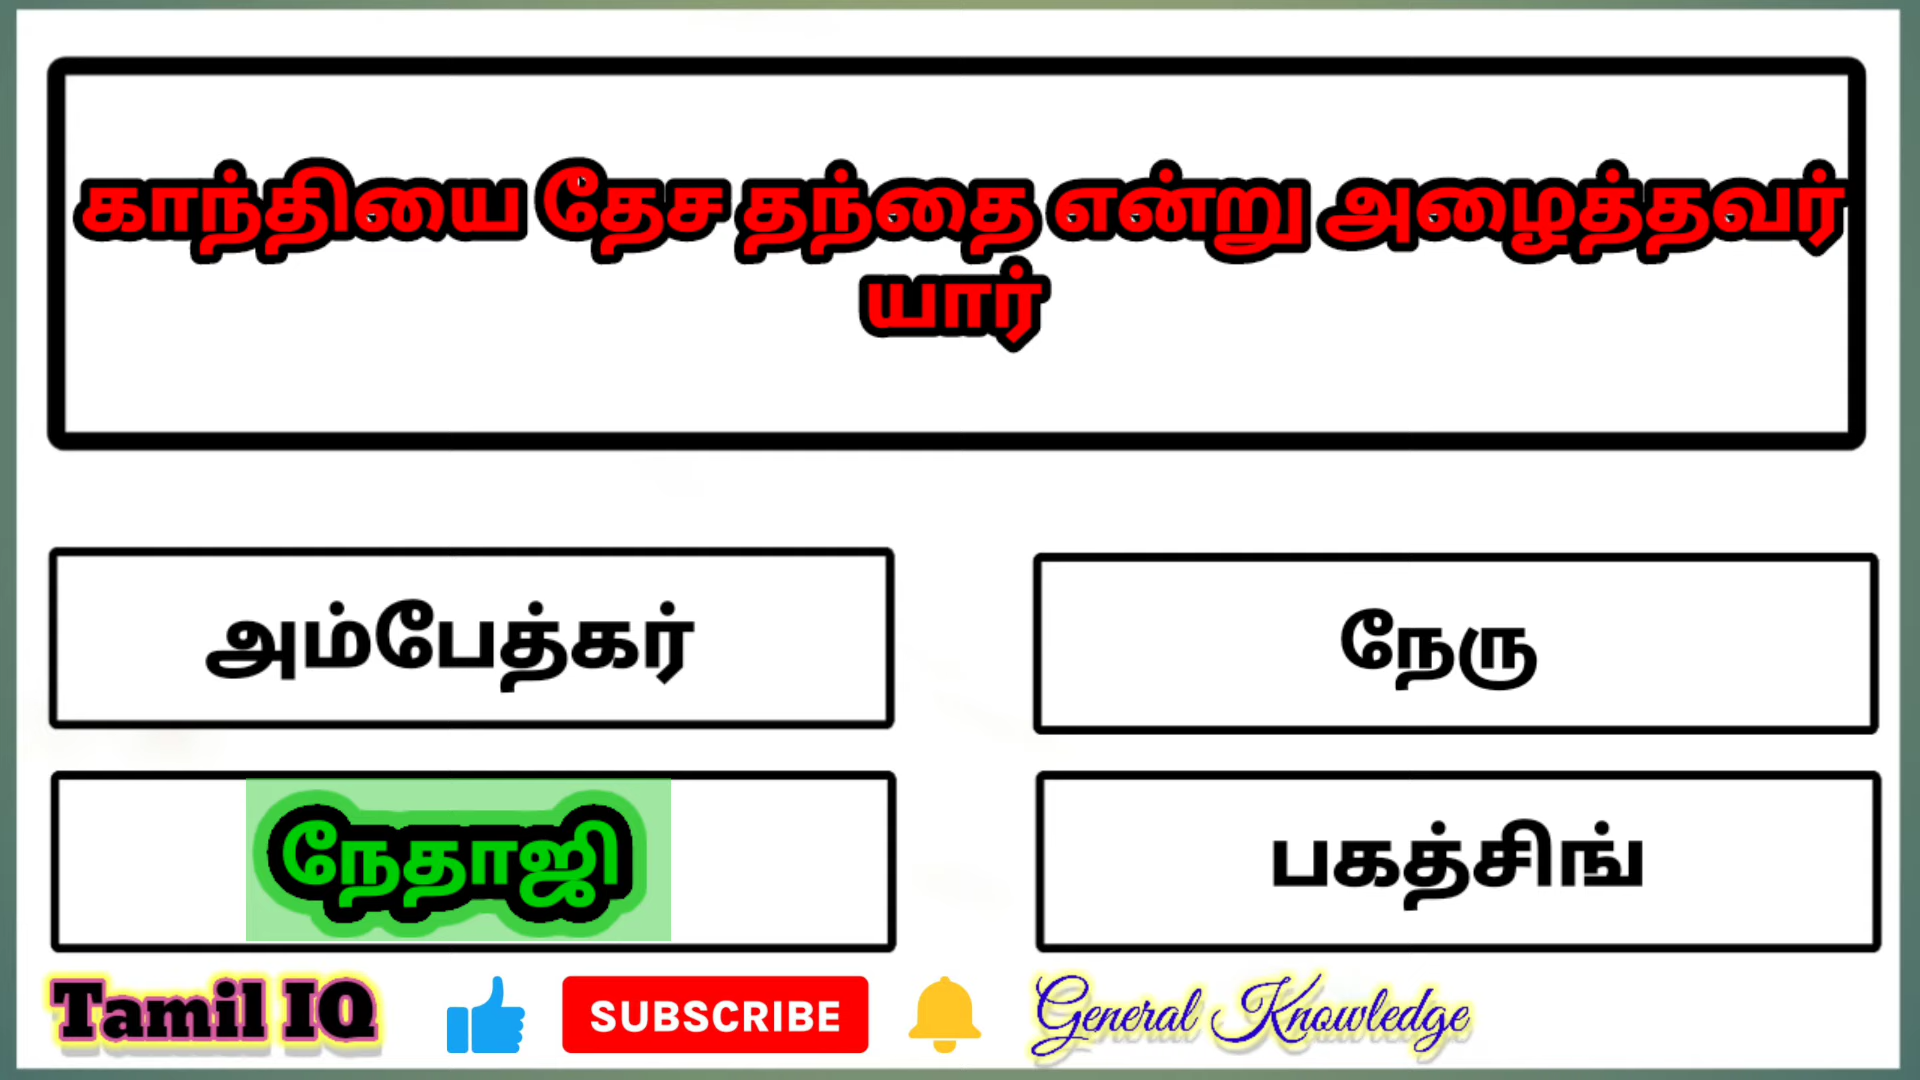 காந்தியை தேச தந்தை என்று அழைத்தவர்
யார்
அம்பேத்கர்
நேரு
நேதாஜி
பகத்சிங்
Tamil IQ
SUBSCRIBE
General Knowledge